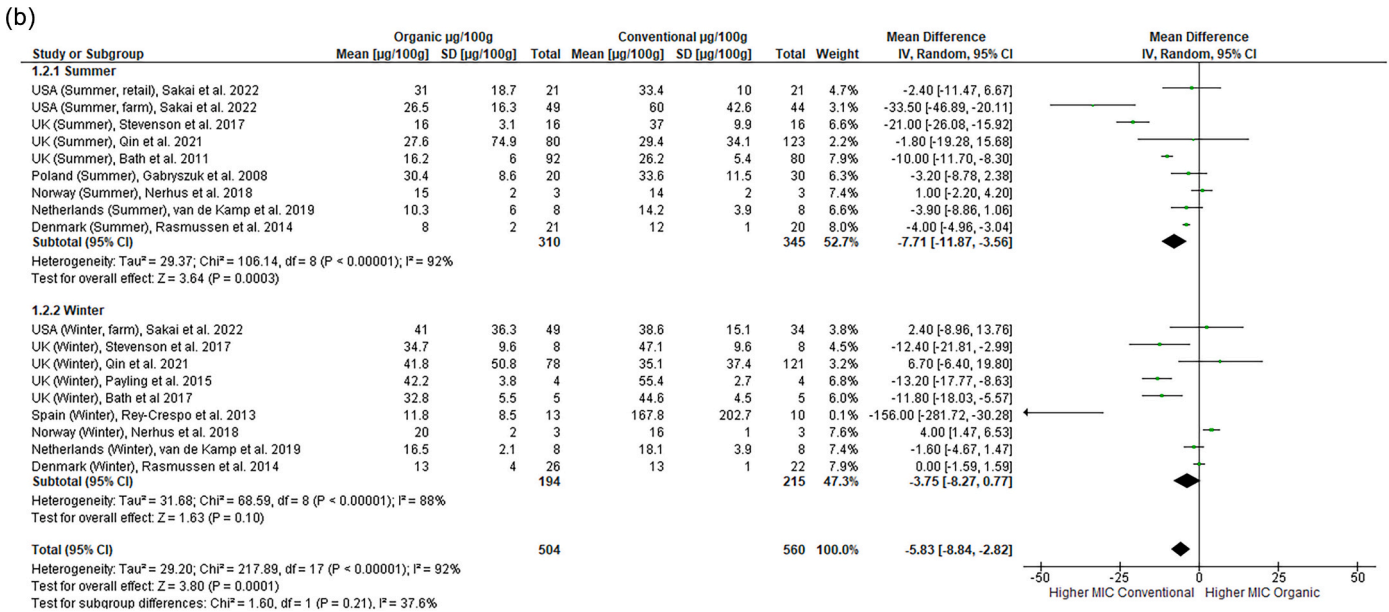 (b)
Organic µg/100g Conventional µg/100g Mean Difference Mean Difference
Study or Subgroup Mean [µg/100g] SD [µg/100g] Total Mean [µg/100g] SD [µg/100g] Total Weight IV, Random, 95% CI IV, Random, 95% CI
1.2.1 Summer
USA (Summer, retail), Sakai et al. 2022 31 18.7 21 33.4 10 21 4.7% -2.40 [-11.47, 6.67]
USA (Summer, farm), Sakai et al. 2022 26.5 16.3 49 60 42.6 44 3.1% -33.50 [-46.89, -20.11]
UK (Summer), Stevenson et al. 2017 16 3.1 16 37 9.9 16 6.6% -21.00 [-26.08, -15.92]
UK (Summer), Qin et al. 2021 27.6 74.9 80 29.4 34.1 123 2.2% -1.80 [-19.28, 15.68]
UK (Summer), Bath et al. 2011 16.2 6 92 26.2 5.4 80 7.9% -10.00 [-11.70, -8.30]
Poland (Summer), Gabryszuk et al. 2008 30.4 8.6 20 33.6 11.5 30 6.3% -3.20 [-8.78, 2.38]
Norway (Summer), Nerhus et al. 2018 15 2 3 14 2 3 7.4% 1.00 [-2.20, 4.20]
Netherlands (Summer), van de Kamp et al. 2019 10.3 6 8 14.2 3.9 8 6.6% -3.90 [-8.86, 1.06]
Denmark (Summer), Rasmussen et al. 2014 8 2 21 12 1 20 8.0% -4.00 [-4.96, -3.04]
Subtotal (95% CI) 310 345 52.7% -7.71 [-11.87, -3.56]
Heterogeneity: Tau² = 29.37; Chi² = 106.14, df = 8 (P < 0.00001); I² = 92%
Test for overall effect: Z = 3.64 (P = 0.0003)
1.2.2 Winter
USA (Winter, farm), Sakai et al. 2022 41 36.3 49 38.6 15.1 34 3.8% 2.40 [-8.96, 13.76]
UK (Winter), Stevenson et al. 2017 34.7 9.6 8 47.1 9.6 8 4.5% -12.40 [-21.81, -2.99]
UK (Winter), Qin et al. 2021 41.8 50.8 78 35.1 37.4 121 3.2% 6.70 [-6.40, 19.80]
UK (Winter), Payling et al. 2015 42.2 3.8 4 55.4 2.7 4 6.8% -13.20 [-17.77, -8.63]
UK (Winter), Bath et al 2017 32.8 5.5 5 44.6 4.5 5 6.0% -11.80 [-18.03, -5.57]
Spain (Winter), Rey-Crespo et al. 2013 11.8 8.5 13 167.8 202.7 10 0.1% -156.00 [-281.72, -30.28]
Norway (Winter), Nerhus et al. 2018 20 2 3 16 1 3 7.6% 4.00 [1.47, 6.53]
Netherlands (Winter), van de Kamp et al. 2019 16.5 2.1 8 18.1 3.9 8 7.4% -1.60 [-4.67, 1.47]
Denmark (Winter), Rasmussen et al. 2014 13 4 26 13 1 22 7.9% 0.00 [-1.59, 1.59]
Subtotal (95% CI) 194 215 47.3% -3.75 [-8.27, 0.77]
Heterogeneity: Tau² = 31.68; Chi² = 68.59, df = 8 (P < 0.00001); I² = 88%
Test for overall effect: Z = 1.63 (P = 0.10)
Total (95% CI) 504 560 100.0% -5.83 [-8.84, -2.82]
Heterogeneity: Tau² = 29.20; Chi² = 217.89, df = 17 (P < 0.00001); I² = 92%
Test for overall effect: Z = 3.80 (P = 0.0001)
Test for subgroup differences: Chi² = 1.60, df = 1 (P = 0.21), I² = 37.6%
-50 -25 0 25 50
Higher MIC Conventional Higher MIC Organic